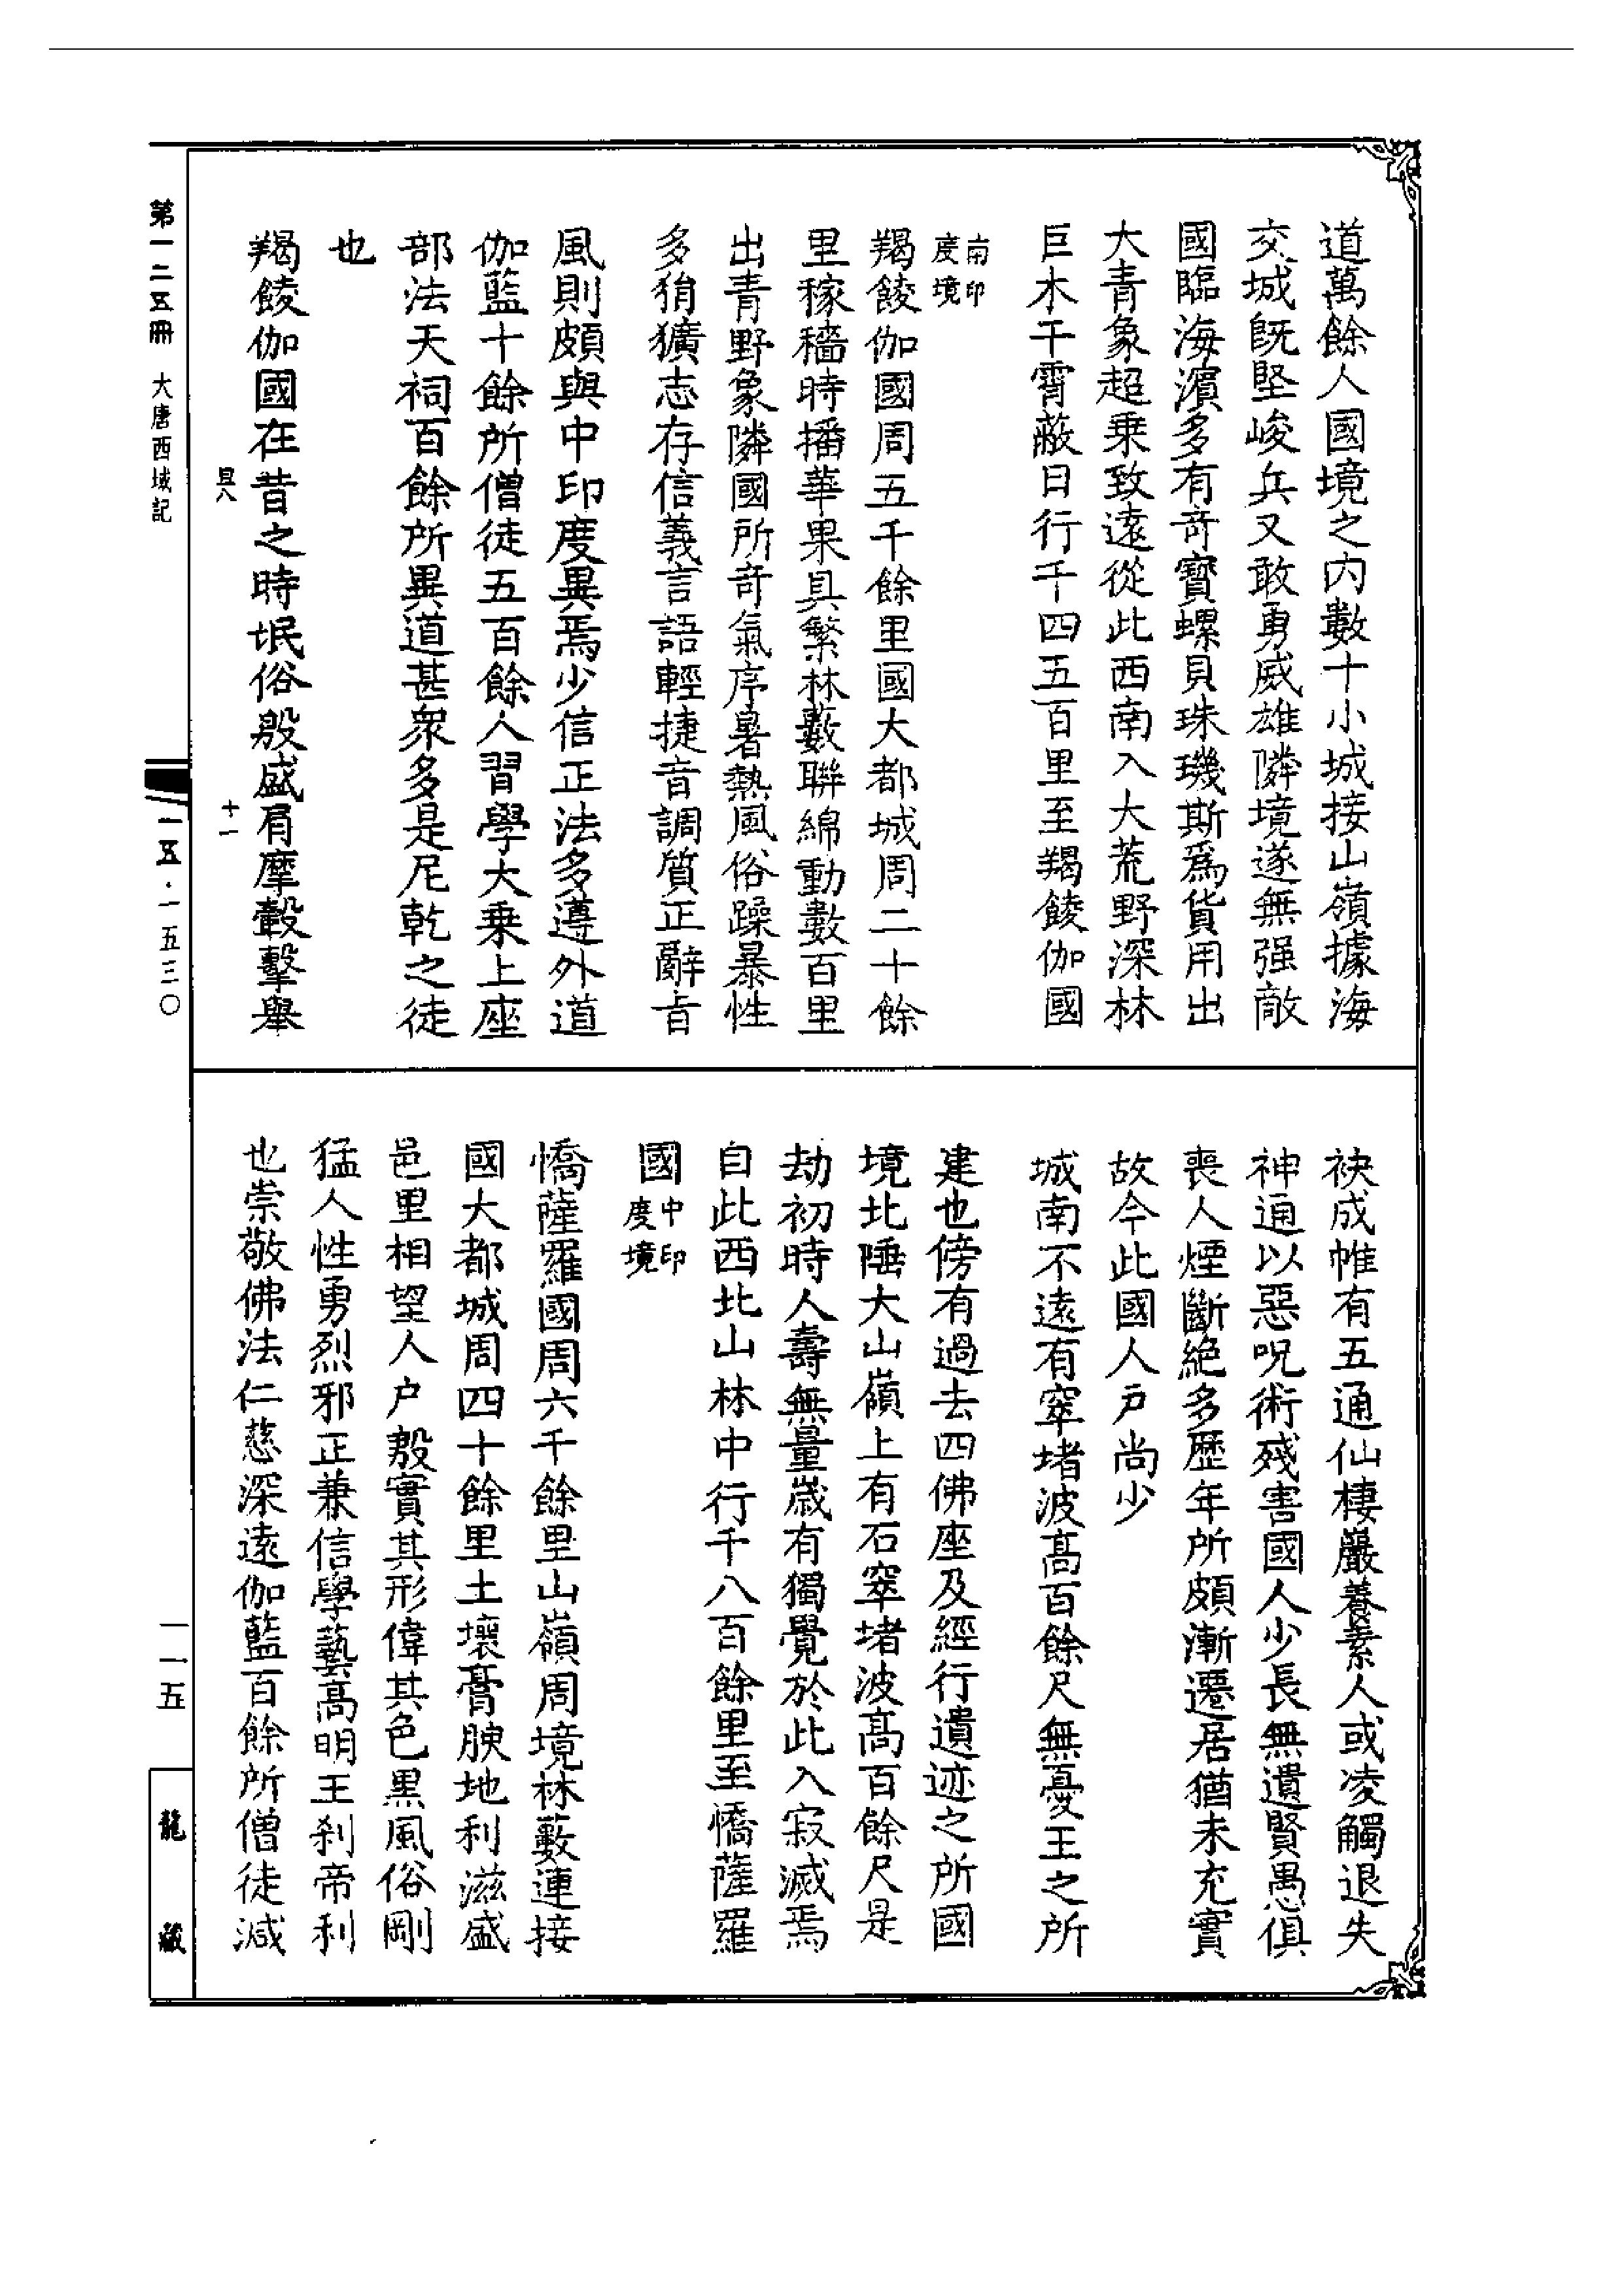 道萬餘人國境之内數十小城接山嶺據海
交城既堅峻兵又敢勇威雄隣境遂無强敵
國臨海濵多有竒寳螺貝珠璣斯為貨用出
大青象超乗致遠從此西南入大荒野深林
巨木干霄蔽日行千四五百里至羯餕伽國
南印
度境
羯餕伽國周五千餘里國大都城周二十餘
里稼穡時播華果具繁林藪聮綿動數百里
出青野象隣國所竒氣序暑熱風俗躁暴性
多狷獷志存信義言語輕捷音調質正辭旨
風則頗與中印度異焉少信正法多遵外道
伽藍十餘所僧徒五百餘人習學大乗上座
部法天祠百餘所異道甚衆多是尼乾之徒
也
羯餕伽國在昔之時氓俗殷盛肩摩轂擊舉
十一
袂成帷有五通仙棲巖養素人或凌觸退失
神通以惡呪術殘害國人少長無遺賢愚俱
喪人煙斷絶多歴年所頗漸遷居猶未充實
故今此國人戸尚少
城南不遠有窣堵波髙百餘尺無憂王之所
建也傍有過去四佛座及經行遺迹之所國
境北陲大山嶺上有石窣堵波髙百餘尺是
劫初時人壽無量歳有獨覺於此入寂滅焉
自此西北山林中行千八百餘里至憍薩羅
國
中印
度境
憍薩羅國周六千餘里山嶺周境林藪連接
國大都城周四十餘里土壤膏腴地利滋盛
邑里相望人户殷實其形偉其色黒風俗剛
猛人性勇烈邪正兼信學藝髙明王刹帝利
也崇敬佛法仁慈深遠伽藍百餘所僧徒減
第一二五冊 大唐西域記
一五·一五三〇
一一五
龍藏